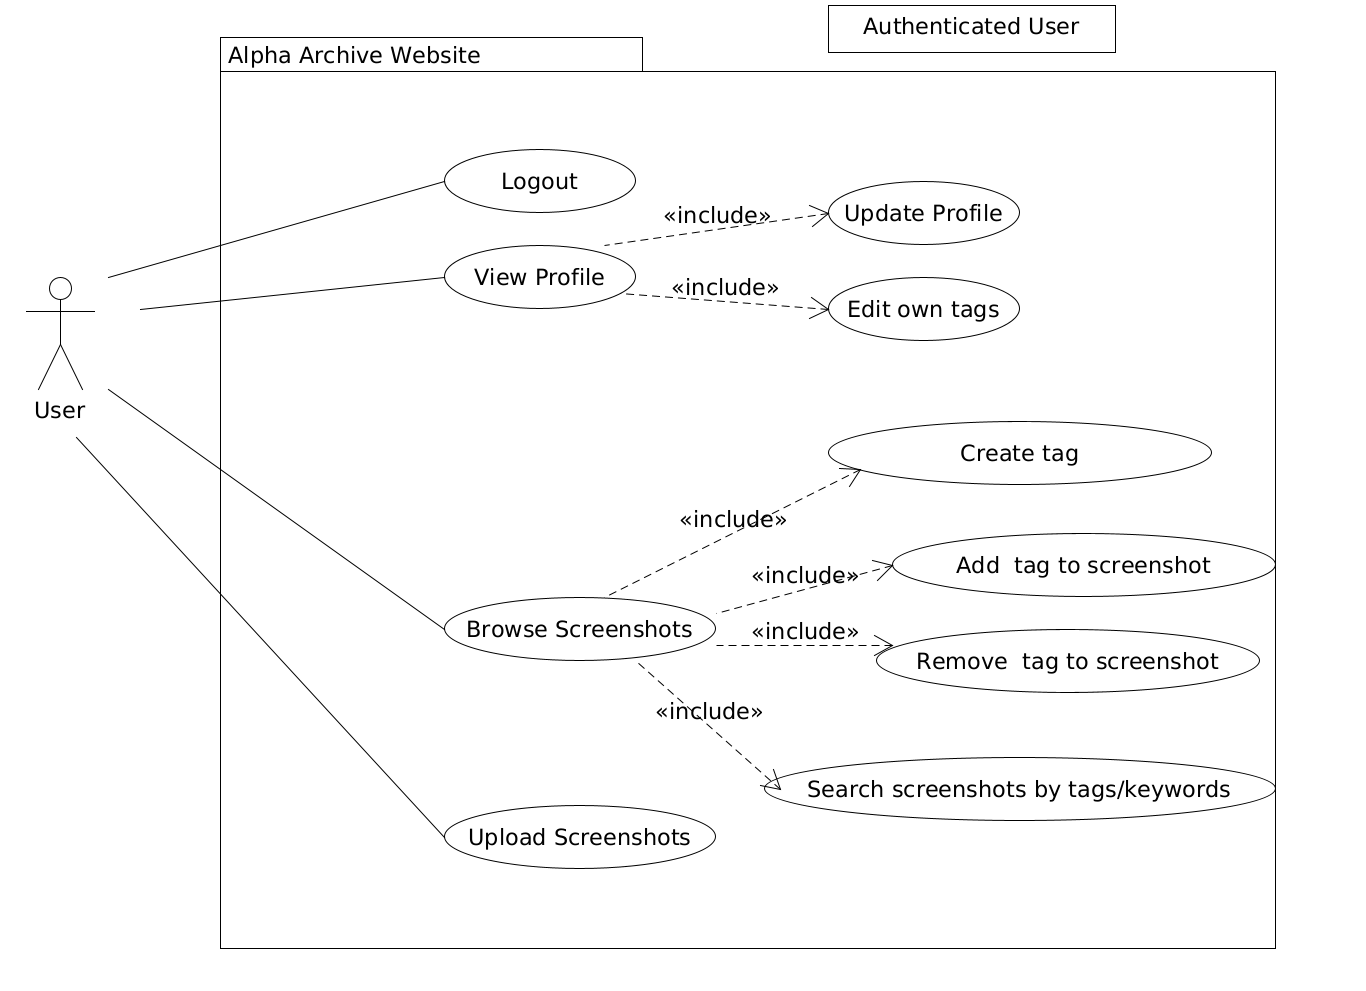 Authenticated User
Alpha Archive Website
Logout
«include»
Update Profile
View Profile
«include»
Edit own tags
User
Create tag
«include»
Add  tag to screenshot
«include»
Browse Screenshots
«include»
Remove  tag to screenshot
«include»
Search screenshots by tags/keywords
Upload Screenshots